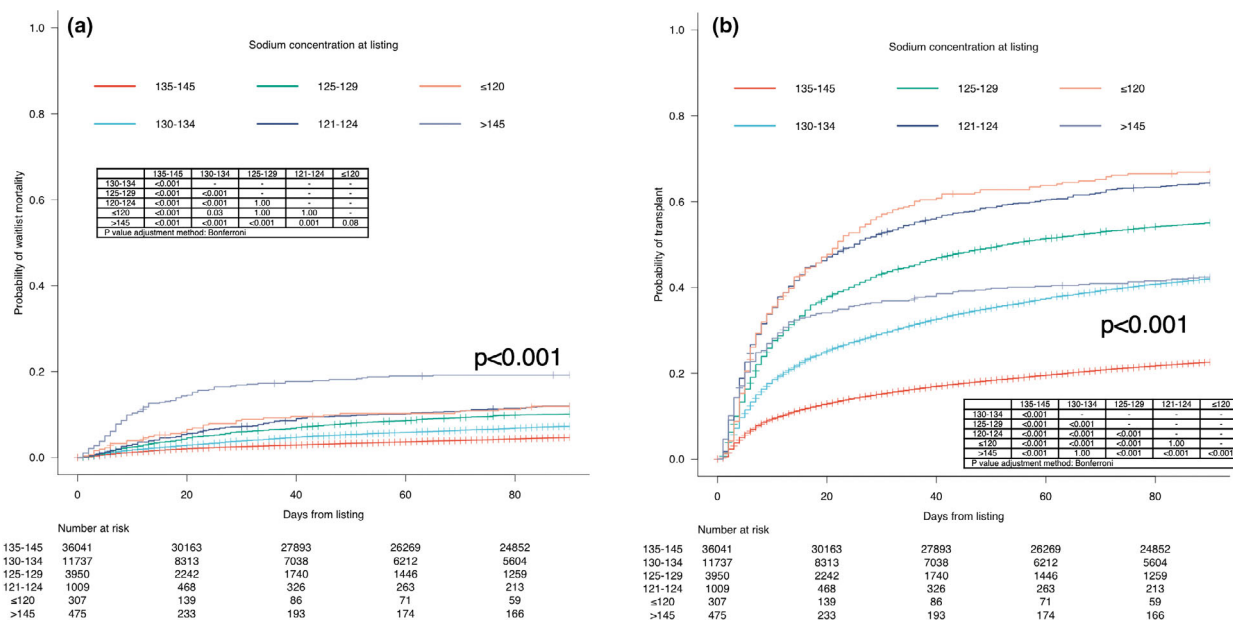 (a)
Sodium concentration at listing
135-145 125-129 ≤120
130-134 121-124 >145
Probability of waitlist mortality
1.0
0.8
0.6
0.4
0.2
0.0
135-145 130-134 125-129 121-124 ≤120
130-134 <0.001 - - - -
125-129 <0.001 <0.001 - - -
120-124 <0.001 <0.001 1.00 - -
≤120 <0.001 0.03 1.00 1.00 -
>145 <0.001 <0.001 <0.001 0.001 0.08
P value adjustment method: Bonferroni
p<0.001
0 20 40 60 80
Days from listing
Number at risk
135-145 36041 30163 27893 26269 24852
130-134 11737 8313 7038 6212 5604
125-129 3950 2242 1740 1446 1259
121-124 1009 468 326 263 213
≤120 307 139 86 71 59
>145 475 233 193 174 166
(b)
Sodium concentration at listing
135-145 125-129 ≤120
130-134 121-124 >145
Probability of transplant
1.0
0.8
0.6
0.4
0.2
0.0
p<0.001
135-145 130-134 125-129 121-124 ≤120
130-134 <0.001 - - - -
125-129 <0.001 <0.001 - - -
120-124 <0.001 <0.001 <0.001 - -
≤120 <0.001 <0.001 <0.001 1.00 -
>145 <0.001 1.00 <0.001 <0.001 <0.001
P value adjustment method: Bonferroni
0 20 40 60 80
Days from listing
Number at risk
135-145 36041 30163 27893 26269 24852
130-134 11737 8313 7038 6212 5604
125-129 3950 2242 1740 1446 1259
121-124 1009 468 326 263 213
≤120 307 139 86 71 59
>145 475 233 193 174 166